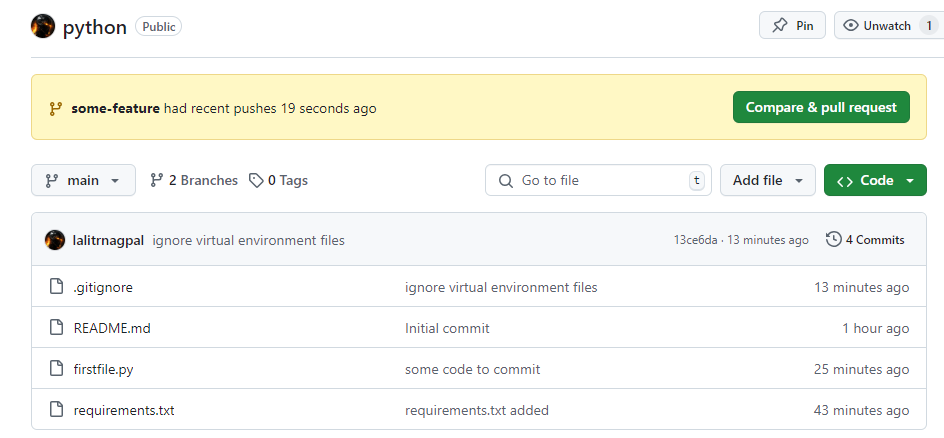 python Public Pin Unwatch 1
some-feature had recent pushes 19 seconds ago Compare & pull request
main 2 Branches 0 Tags Go to file t Add file Code
lalitrnagpal ignore virtual environment files 13ce6da · 13 minutes ago 4 Commits
.gitignore ignore virtual environment files 13 minutes ago
README.md Initial commit 1 hour ago
firstfile.py some code to commit 25 minutes ago
requirements.txt requirements.txt added 43 minutes ago